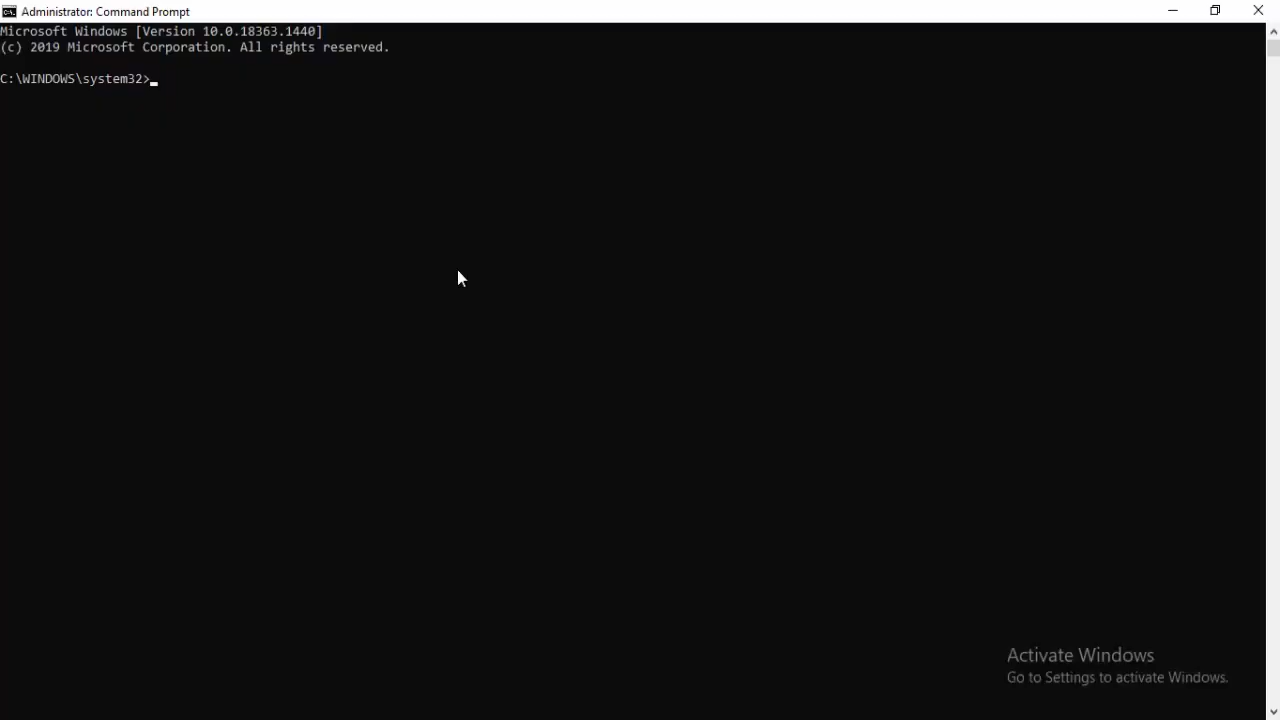 Administrator: Command Prompt
Microsoft Windows [Version 10.0.18363.1440]
(c) 2019 Microsoft Corporation. All rights reserved.
C:\WINDOWS\system32>
Activate Windows
Go to Settings to activate Windows.